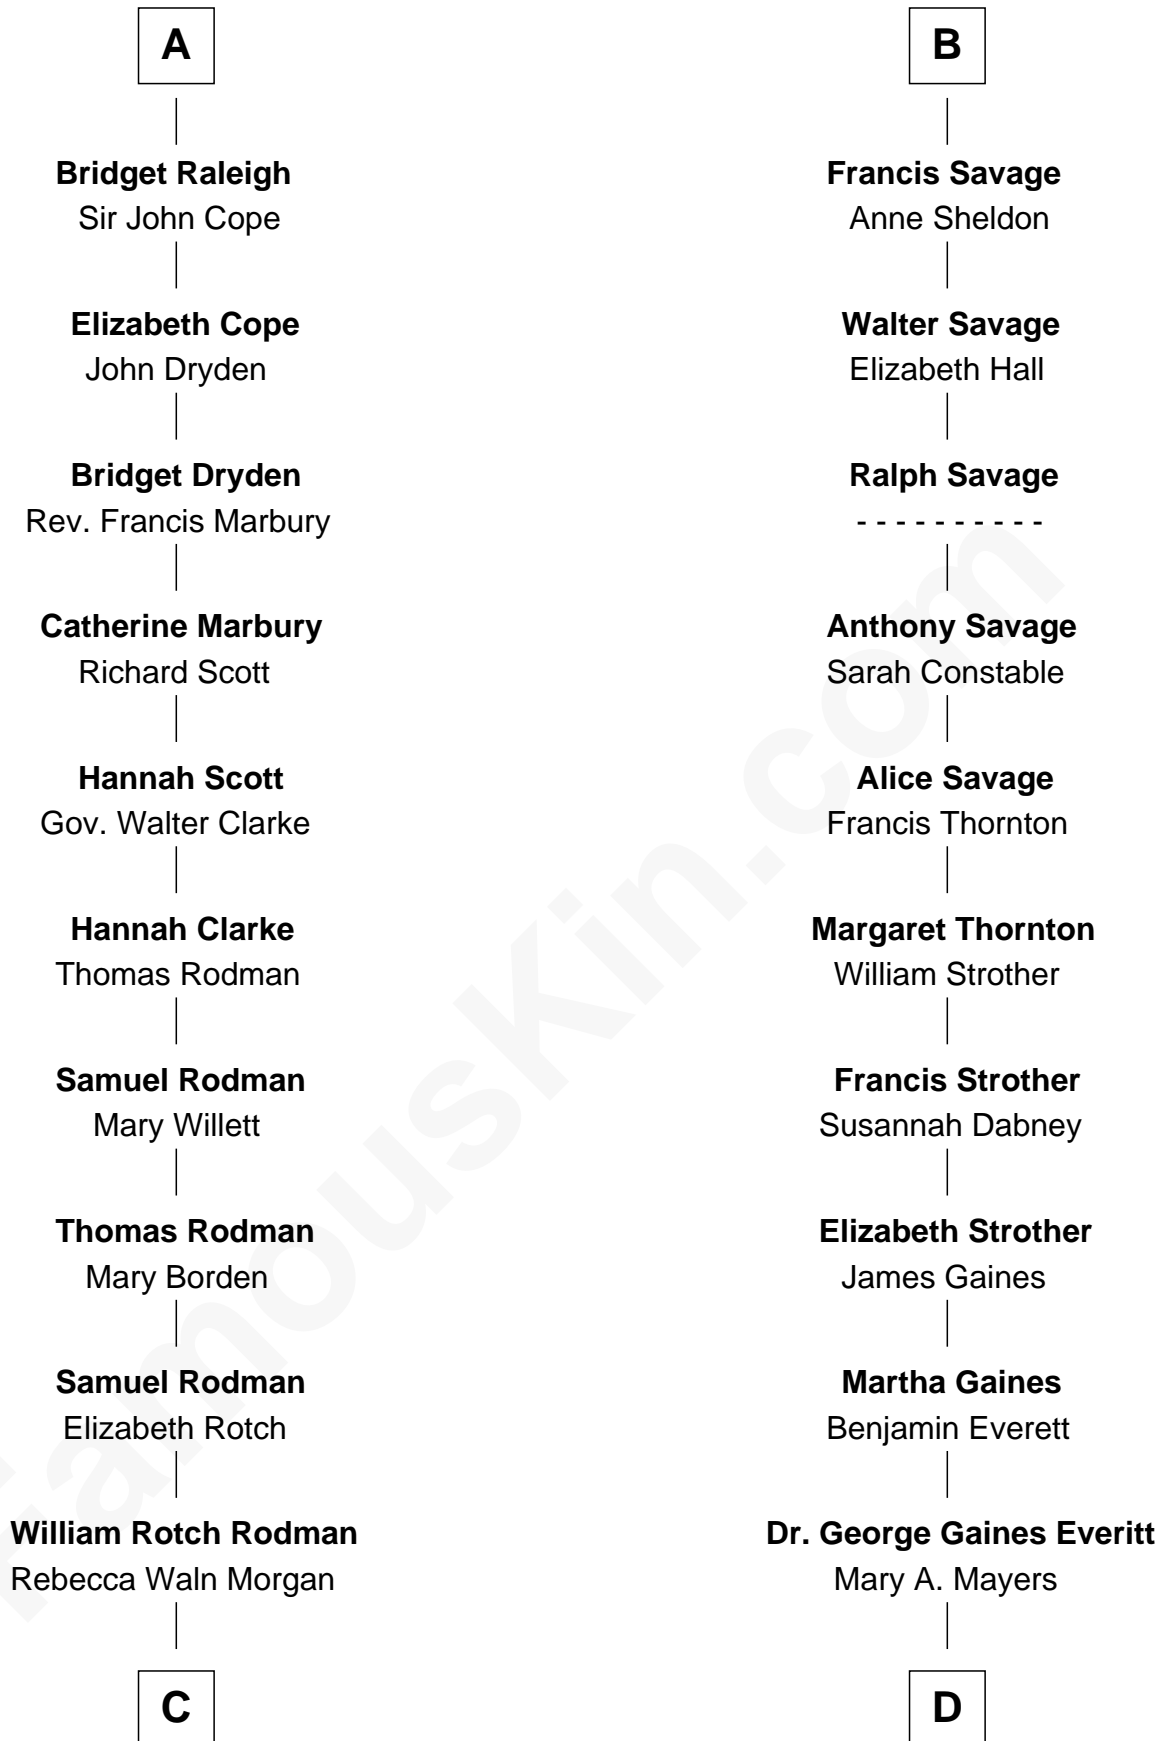 A
Bridget Raleigh
Sir John Cope
Elizabeth Cope
John Dryden
Bridget Dryden
Rev. Francis Marbury
Catherine Marbury
Richard Scott
Hannah Scott
Gov. Walter Clarke
Hannah Clarke
Thomas Rodman
Samuel Rodman
Mary Willett
Thomas Rodman
Mary Borden
Samuel Rodman
Elizabeth Rotch
William Rotch Rodman
Rebecca Waln Morgan
C
B
Francis Savage
Anne Sheldon
Walter Savage
Elizabeth Hall
Ralph Savage
- - - - - - - - - -
Anthony Savage
Sarah Constable
Alice Savage
Francis Thornton
Margaret Thornton
William Strother
Francis Strother
Susannah Dabney
Elizabeth Strother
James Gaines
Martha Gaines
Benjamin Everett
Dr. George Gaines Everitt
Mary A. Mayers
D
FamousKin.com